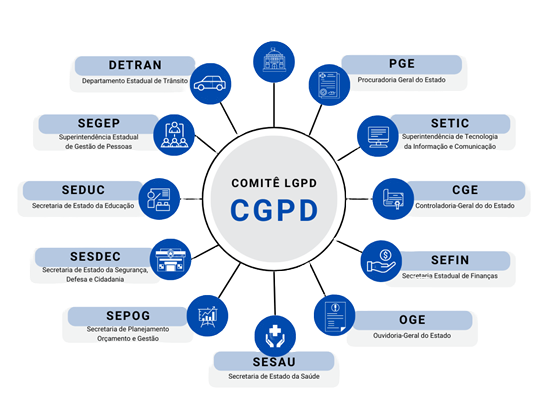 DETRAN
Departamento Estadual de Trânsito
PGE
Procuradoria Geral do Estado
SEGEP
Superintendência Estadual
de Gestão de Pessoas
SETIC
Superintendência de Tecnologia
da Informação e Comunicação
SEDUC
Secretaria de Estado da Educação
COMITÊ LGPD
CGPD
CGE
Controladoria-Geral do do Estado
SESDEC
Secretaria de Estado da Segurança,
Defesa e Cidadania
SEFIN
Secretaria Estadual de Finanças
SEPOG
Secretaria de Planejamento
Orçamento e Gestão
OGE
Ouvidoria-Geral do Estado
SESAU
Secretaria de Estado da Saúde